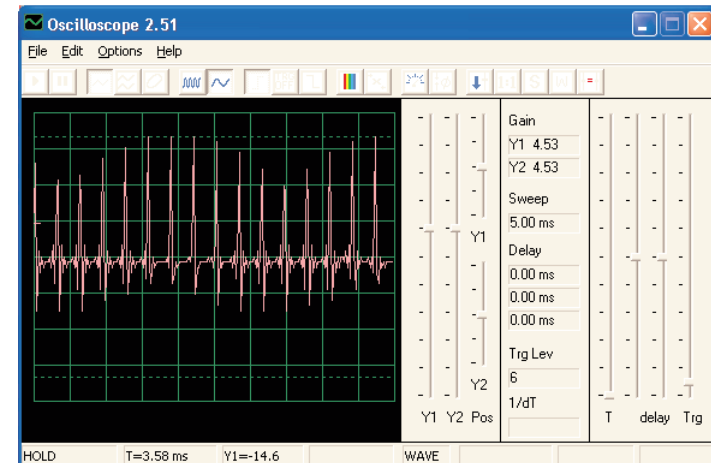 Oscilloscope 2.51
File Edit Options Help
Gain
Y1 4.53
Y2 4.53
Sweep
5.00 ms
Y1
Delay
0.00 ms
0.00 ms
0.00 ms
Trg Lev
6
Y2
1/dT
Y1 Y2 Pos
T delay Trg
HOLD T=3.58 ms Y1=-14.6 WAVE